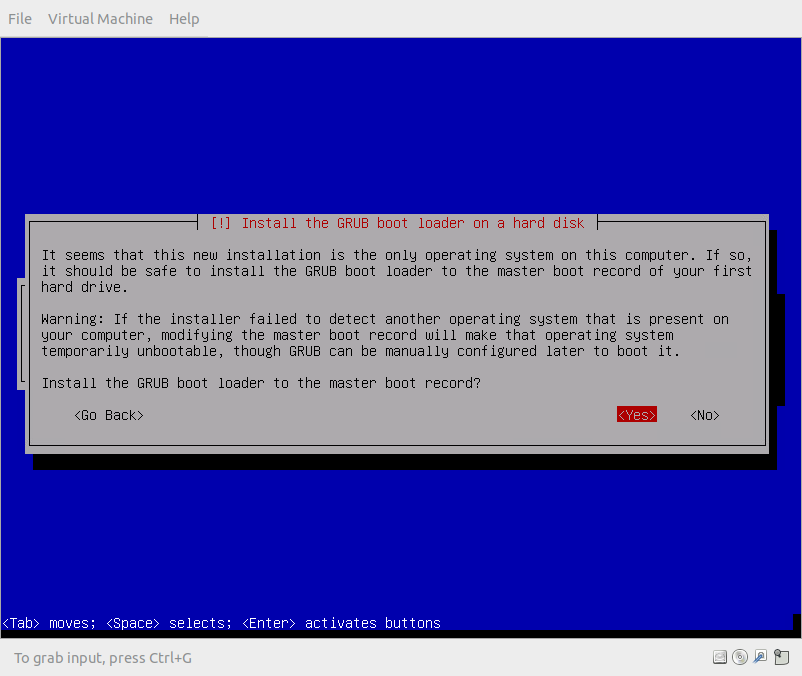 File Virtual Machine Help
[!] Install the GRUB boot loader on a hard disk
It seems that this new installation is the only operating system on this computer. If so,
it should be safe to install the GRUB boot loader to the master boot record of your first
hard drive.
Warning: If the installer failed to detect another operating system that is present on
your computer, modifying the master boot record will make that operating system
temporarily unbootable, though GRUB can be manually configured later to boot it.
Install the GRUB boot loader to the master boot record?
<Go Back> <Yes> <No>
<Tab> moves; <Space> selects; <Enter> activates buttons
To grab input, press Ctrl+G